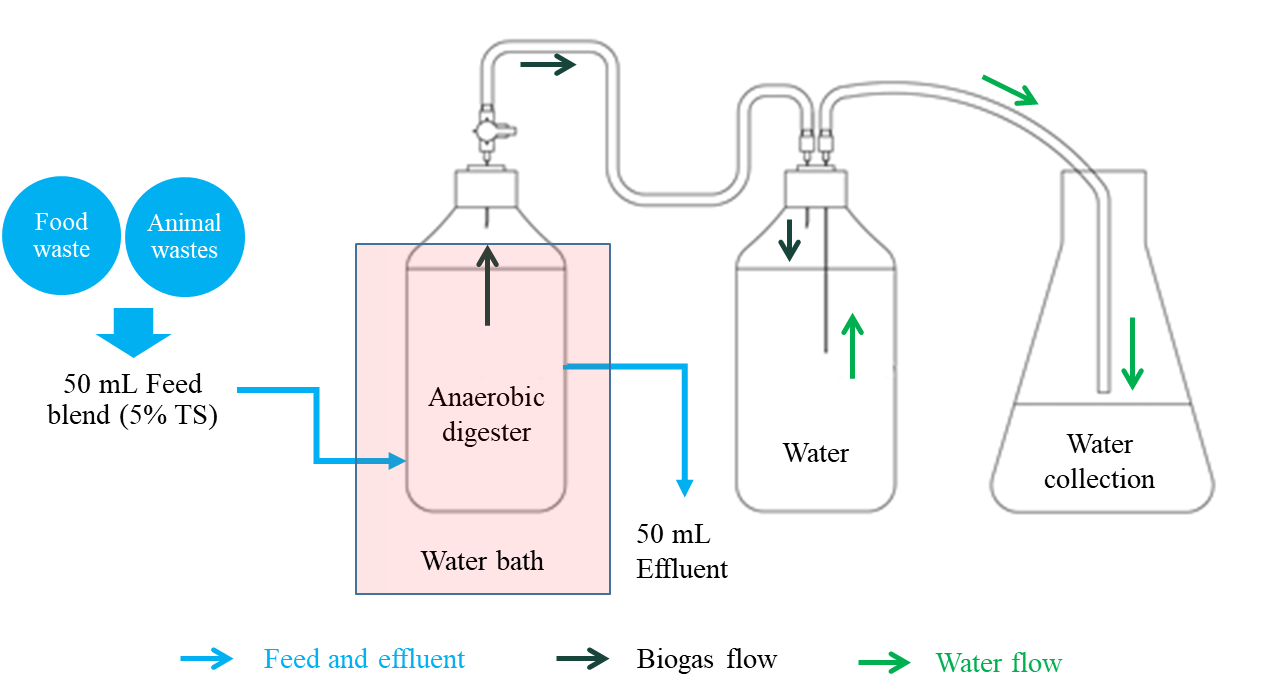 Food
waste
Animal
wastes
50 mL Feed
blend (5% TS)
Anaerobic
digester
Water bath
50 mL
Effluent
Water
Water
collection
Feed and effluent
Biogas flow
Water flow